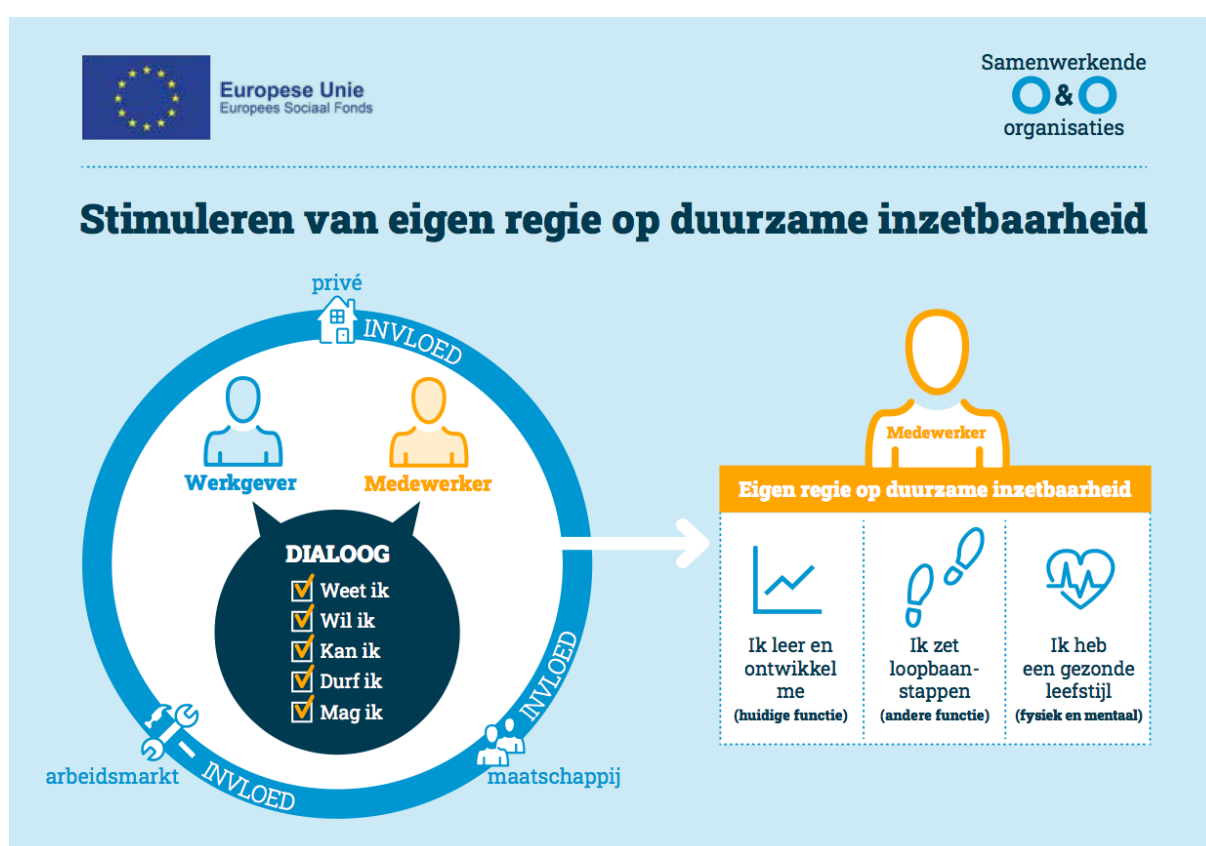 Europese Unie
Europees Sociaal Fonds
Samenwerkende
O & O
organisaties
Stimuleren van eigen regie op duurzame inzetbaarheid
privé
INVLOED
Werkgever
Medewerker
DIALOOG
Weet ik
Wil ik
Kan ik
Durf ik
Mag ik
INVLOED
maatschappij
INVLOED
arbeidsmarkt
Medewerker
Eigen regie op duurzame inzetbaarheid
Ik leer en
ontwikkel
me
(huidige functie)
Ik zet
loopbaan-
stappen
(andere functie)
Ik heb
een gezonde
leefstijl
(fysiek en mentaal)